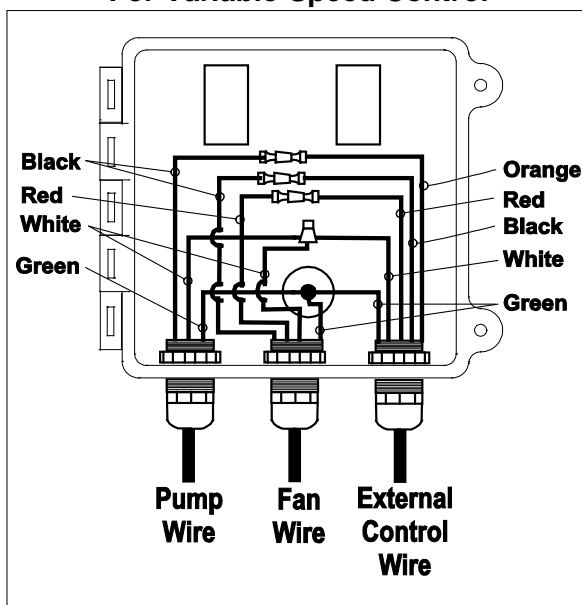 For Variable Speed Control
Black
Red
White
Green
Orange
Red
Black
White
Green
Pump
Wire
Fan
Wire
External
Control
Wire